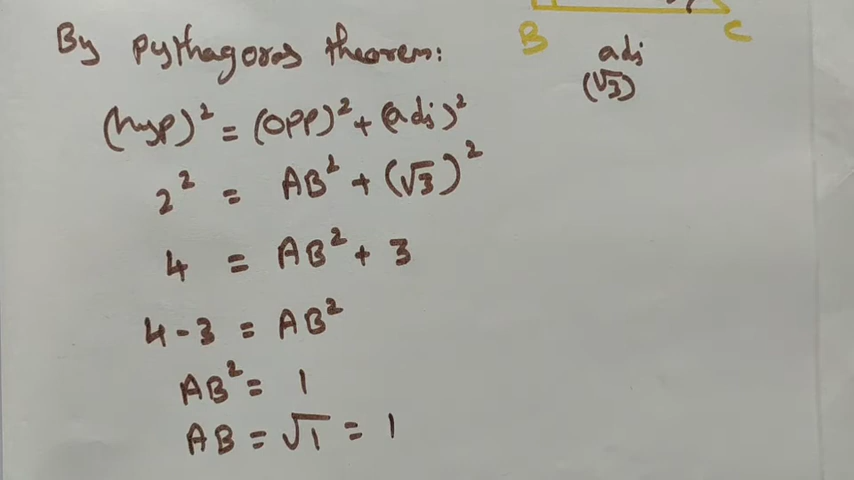 B C
adj
(√3)
By pythagoras theorem:
(hyp)² = (opp)² + (adj)²
2² = AB² + (√3)²
4 = AB² + 3
4 - 3 = AB²
AB² = 1
AB = √1 = 1